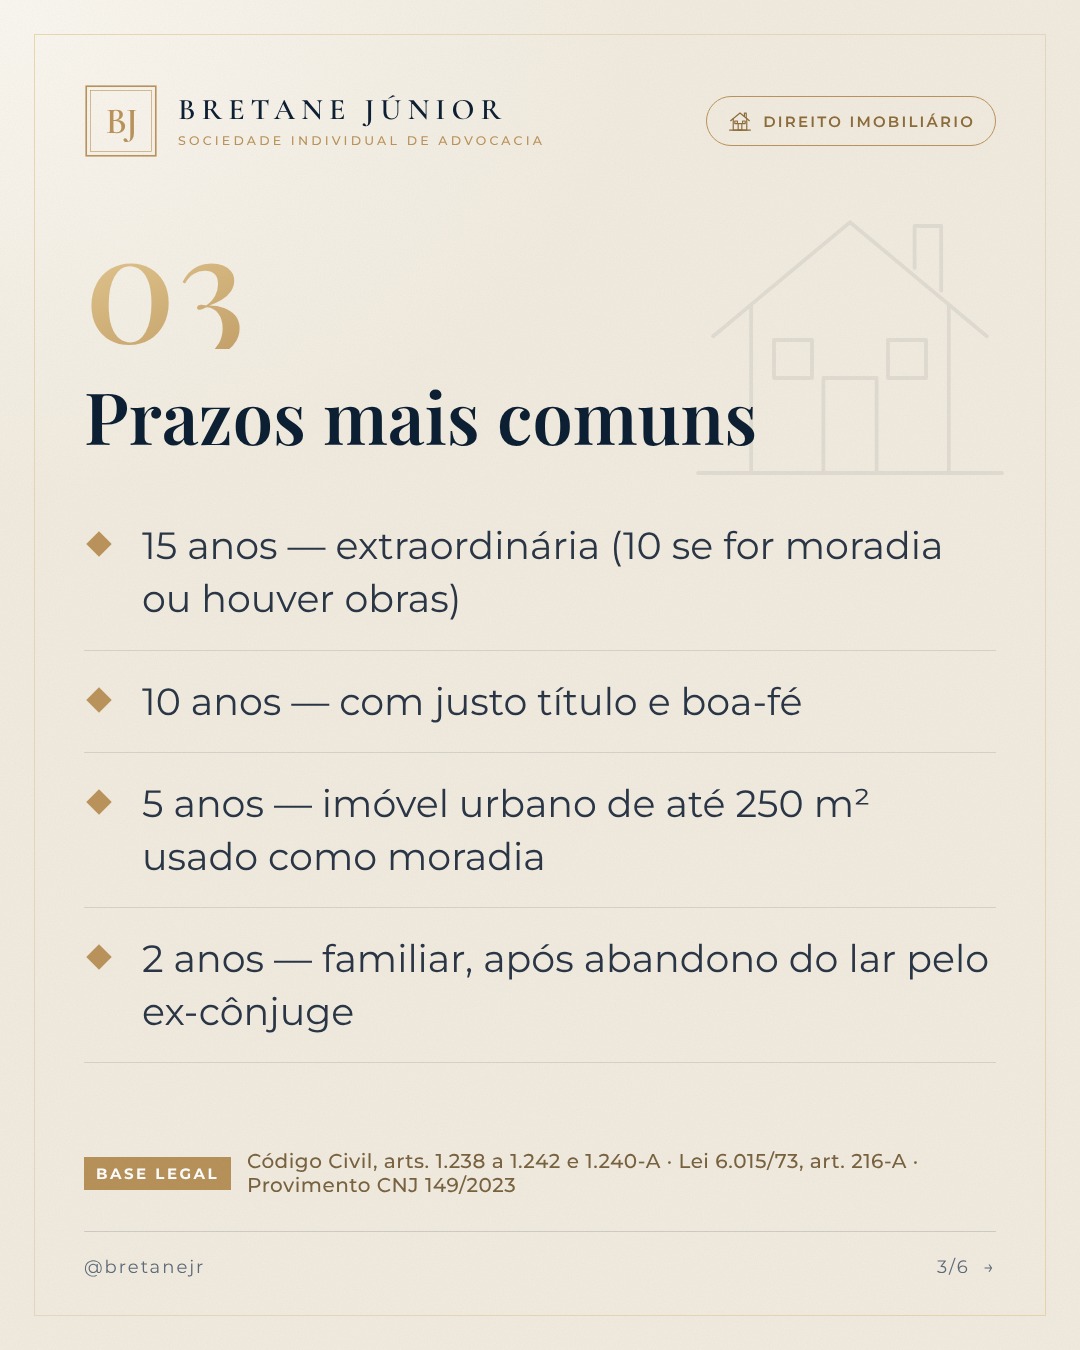 BJ
BRETANE JÚNIOR
SOCIEDADE INDIVIDUAL DE ADVOCACIA
DIREITO IMOBILIÁRIO
03
Prazos mais comuns
15 anos — extraordinária (10 se for moradia
ou houver obras)
10 anos — com justo título e boa-fé
5 anos — imóvel urbano de até 250 m²
usado como moradia
2 anos — familiar, após abandono do lar pelo
ex-cônjuge
BASE LEGAL
Código Civil, arts. 1.238 a 1.242 e 1.240-A · Lei 6.015/73, art. 216-A ·
Provimento CNJ 149/2023
@bretanejr
3/6 →